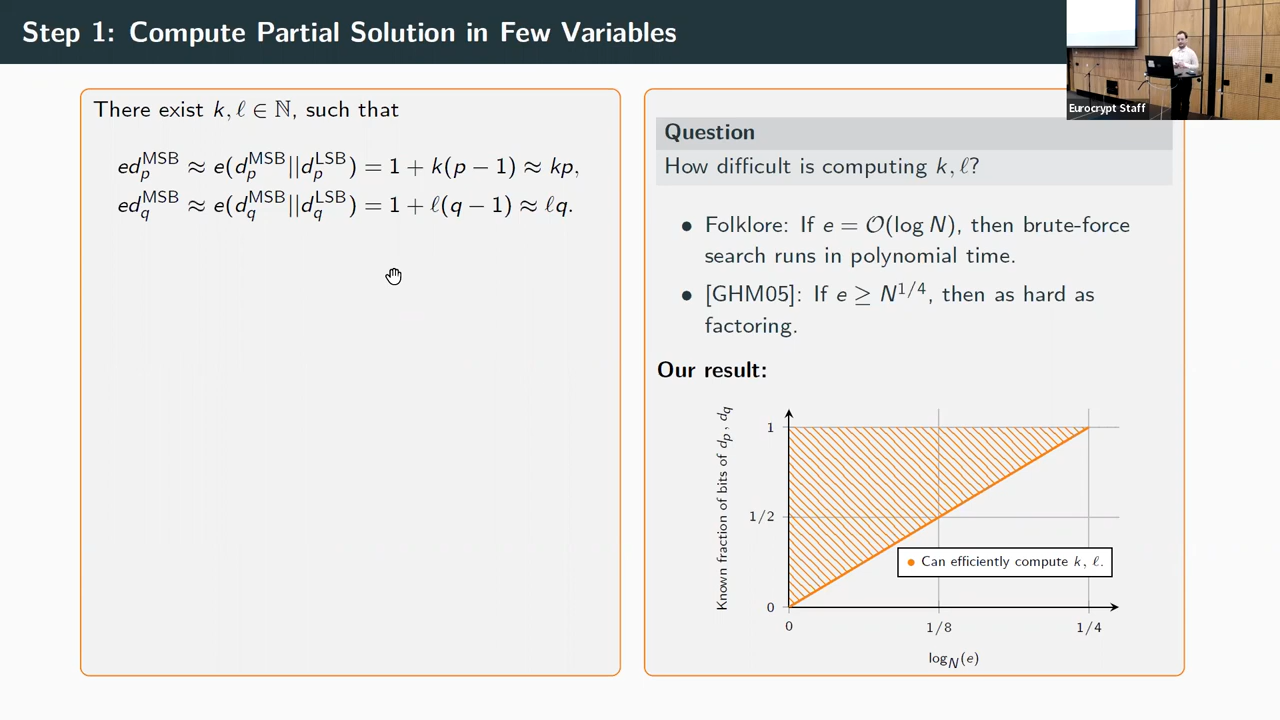 Step 1: Compute Partial Solution in Few Variables
Eurocrypt Staff
There exist k, ℓ ∈ ℕ, such that
ed_p^MSB ≈ e(d_p^MSB||d_p^LSB) = 1 + k(p − 1) ≈ kp,
ed_q^MSB ≈ e(d_q^MSB||d_q^LSB) = 1 + ℓ(q − 1) ≈ ℓq.
Question
How difficult is computing k, ℓ?
• Folklore: If e = 𝒪(log N), then brute-force
search runs in polynomial time.
• [GHM05]: If e ≥ N^1/4, then as hard as
factoring.
Our result:
Known fraction of bits of d_p, d_q
1
1/2
0
Can efficiently compute k, ℓ.
0
1/8
1/4
log_N(e)